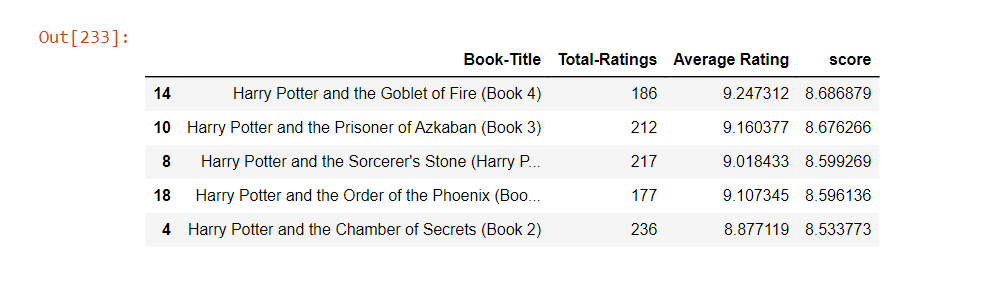 Out[233]:
Book-Title Total-Ratings Average Rating score
14 Harry Potter and the Goblet of Fire (Book 4) 186 9.247312 8.686879
10 Harry Potter and the Prisoner of Azkaban (Book 3) 212 9.160377 8.676266
8 Harry Potter and the Sorcerer's Stone (Harry P... 217 9.018433 8.599269
18 Harry Potter and the Order of the Phoenix (Boo... 177 9.107345 8.596136
4 Harry Potter and the Chamber of Secrets (Book 2) 236 8.877119 8.533773